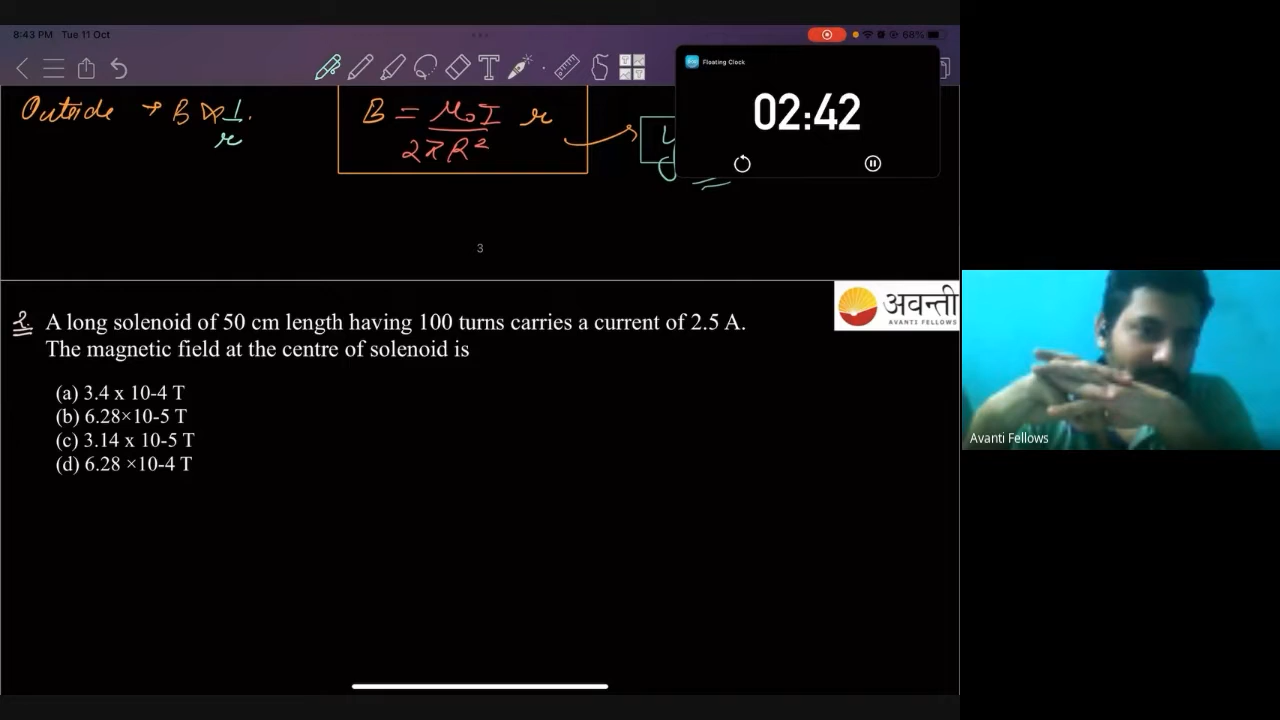 8:43 PM Tue 11 Oct
68%
Floating Clock
02:42
Outside → B ∝ 1/r.
B = μ₀I/2πR² r
3
अवन्ती
AVANTI FELLOWS
Q. A long solenoid of 50 cm length having 100 turns carries a current of 2.5 A.
The magnetic field at the centre of solenoid is
(a) 3.4 x 10-4 T
(b) 6.28×10-5 T
(c) 3.14 x 10-5 T
(d) 6.28 ×10-4 T
Avanti Fellows